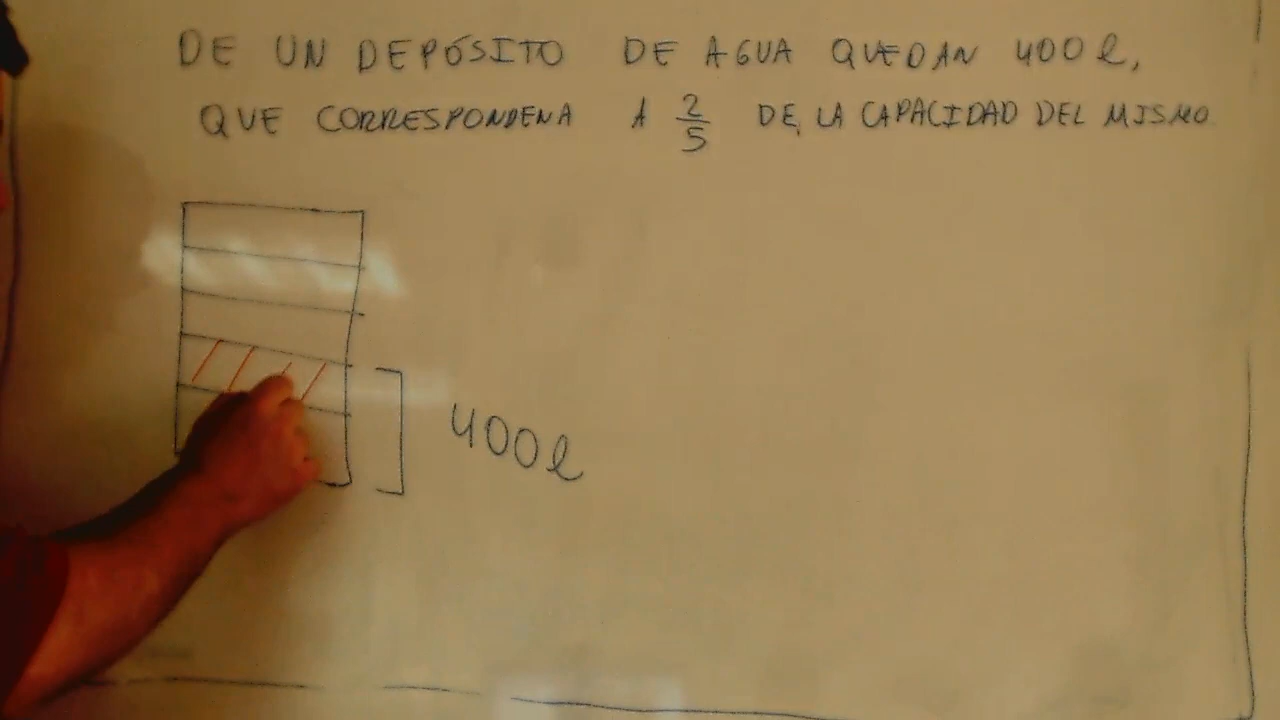 DE UN DEPÓSITO DE AGUA QUEDAN 400 l,
QUE CORRESPONDENA A 2/5 DE LA CAPACIDAD DEL MISMO
400 l